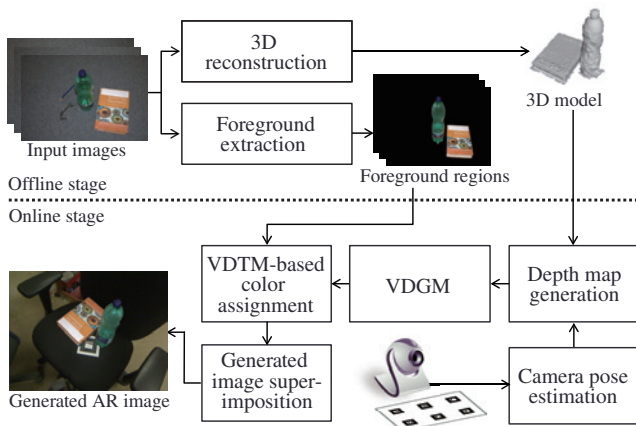 3D
reconstruction
Input images
Foreground
extraction
3D model
Foreground regions
Offline stage
Online stage
VDTM-based
color
assignment
VDGM
Depth map
generation
Generated AR image
Generated
image super-
imposition
Camera pose
estimation